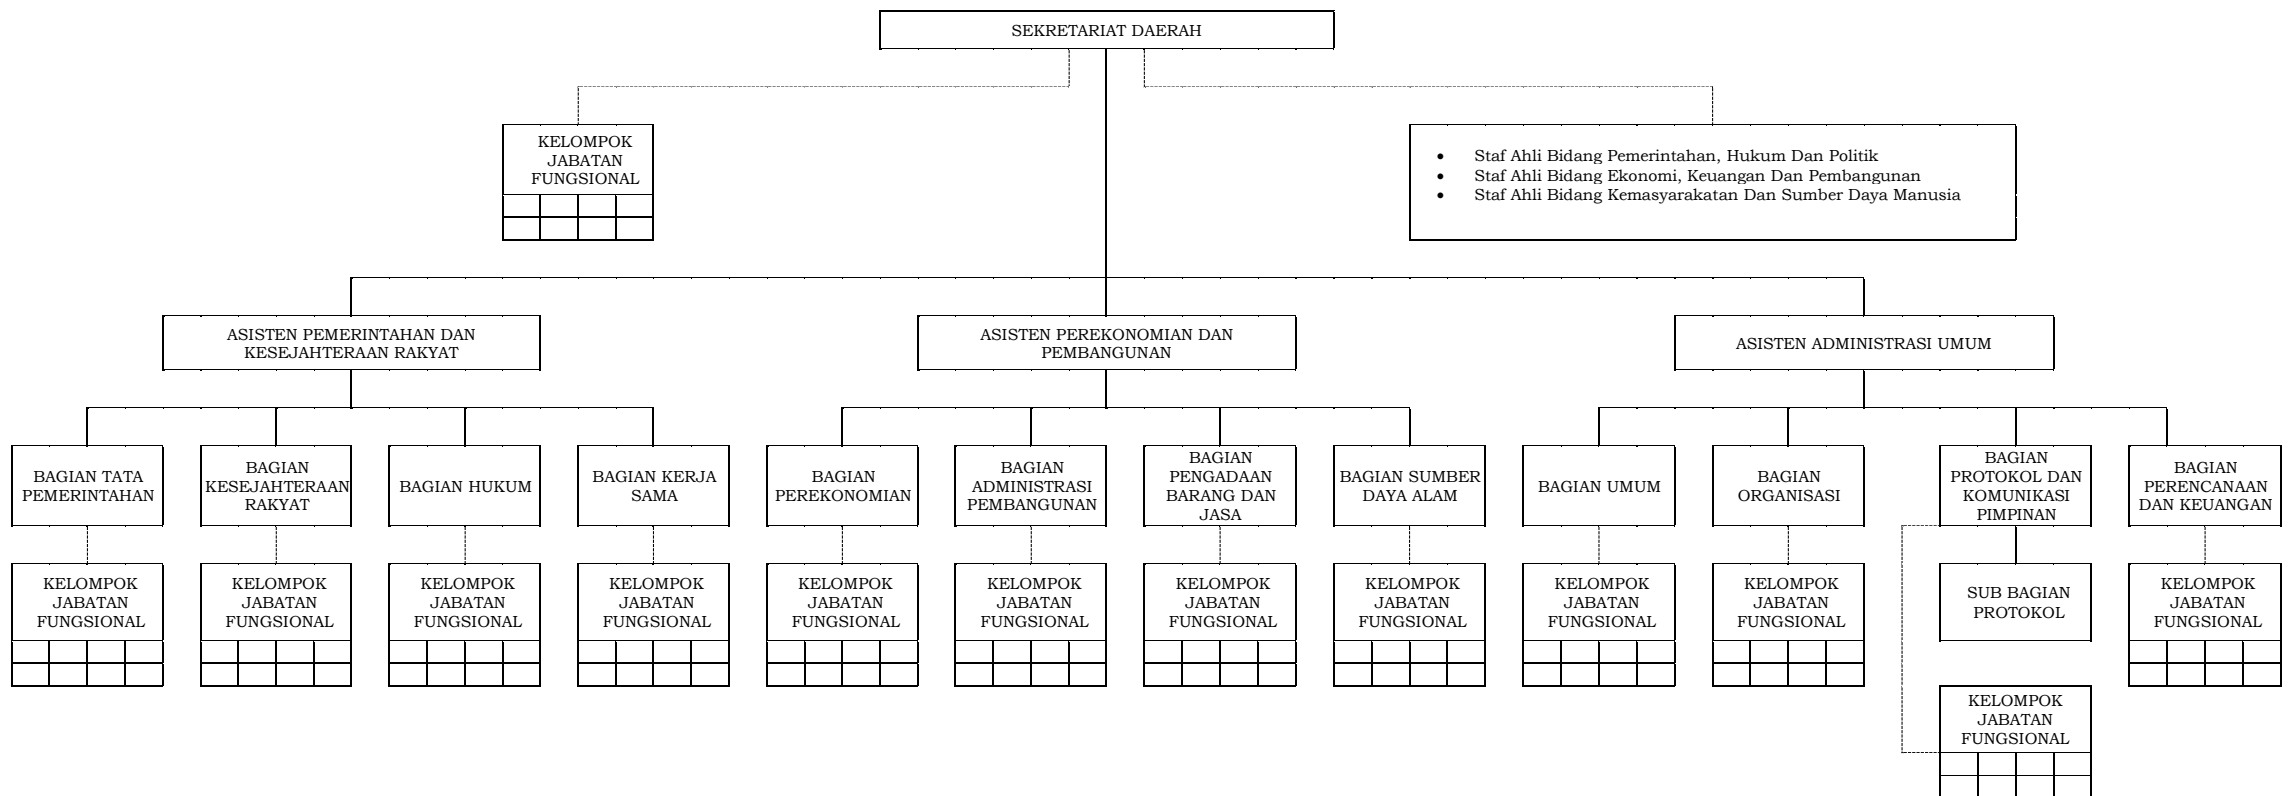 SEKRETARIAT DAERAH
KELOMPOK
JABATAN
FUNGSIONAL
• Staf Ahli Bidang Pemerintahan, Hukum Dan Politik
• Staf Ahli Bidang Ekonomi, Keuangan Dan Pembangunan
• Staf Ahli Bidang Kemasyarakatan Dan Sumber Daya Manusia
ASISTEN PEMERINTAHAN DAN
KESEJAHTERAAN RAKYAT
ASISTEN PEREKONOMIAN DAN
PEMBANGUNAN
ASISTEN ADMINISTRASI UMUM
BAGIAN TATA
PEMERINTAHAN
BAGIAN
KESEJAHTERAAN
RAKYAT
BAGIAN HUKUM
BAGIAN KERJA
SAMA
BAGIAN
PEREKONOMIAN
BAGIAN
ADMINISTRASI
PEMBANGUNAN
BAGIAN
PENGADAAN
BARANG DAN
JASA
BAGIAN SUMBER
DAYA ALAM
BAGIAN UMUM
BAGIAN
ORGANISASI
BAGIAN
PROTOKOL DAN
KOMUNIKASI
PIMPINAN
BAGIAN
PERENCANAAN
DAN KEUANGAN
KELOMPOK
JABATAN
FUNGSIONAL
KELOMPOK
JABATAN
FUNGSIONAL
KELOMPOK
JABATAN
FUNGSIONAL
KELOMPOK
JABATAN
FUNGSIONAL
KELOMPOK
JABATAN
FUNGSIONAL
KELOMPOK
JABATAN
FUNGSIONAL
KELOMPOK
JABATAN
FUNGSIONAL
KELOMPOK
JABATAN
FUNGSIONAL
KELOMPOK
JABATAN
FUNGSIONAL
KELOMPOK
JABATAN
FUNGSIONAL
SUB BAGIAN
PROTOKOL
KELOMPOK
JABATAN
FUNGSIONAL
KELOMPOK
JABATAN
FUNGSIONAL